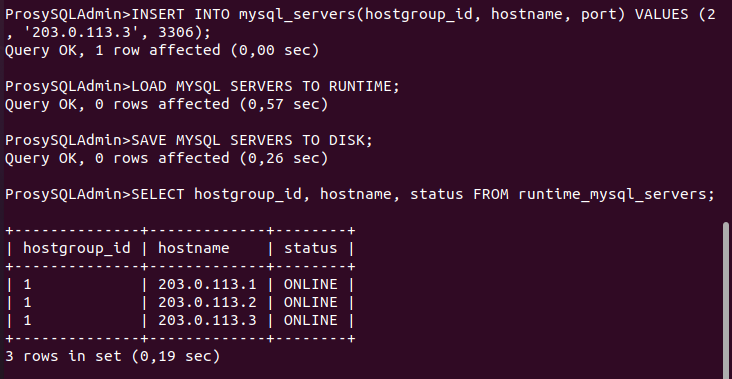 ProsySQLAdmin>INSERT INTO mysql_servers(hostgroup_id, hostname, port) VALUES (2
, '203.0.113.3', 3306);
Query OK, 1 row affected (0,00 sec)
ProsySQLAdmin>LOAD MYSQL SERVERS TO RUNTIME;
Query OK, 0 rows affected (0,57 sec)
ProsySQLAdmin>SAVE MYSQL SERVERS TO DISK;
Query OK, 0 rows affected (0,26 sec)
ProsySQLAdmin>SELECT hostgroup_id, hostname, status FROM runtime_mysql_servers;
+--------------+-------------+--------+
| hostgroup_id | hostname    | status |
+--------------+-------------+--------+
| 1            | 203.0.113.1 | ONLINE |
| 1            | 203.0.113.2 | ONLINE |
| 1            | 203.0.113.3 | ONLINE |
+--------------+-------------+--------+
3 rows in set (0,19 sec)